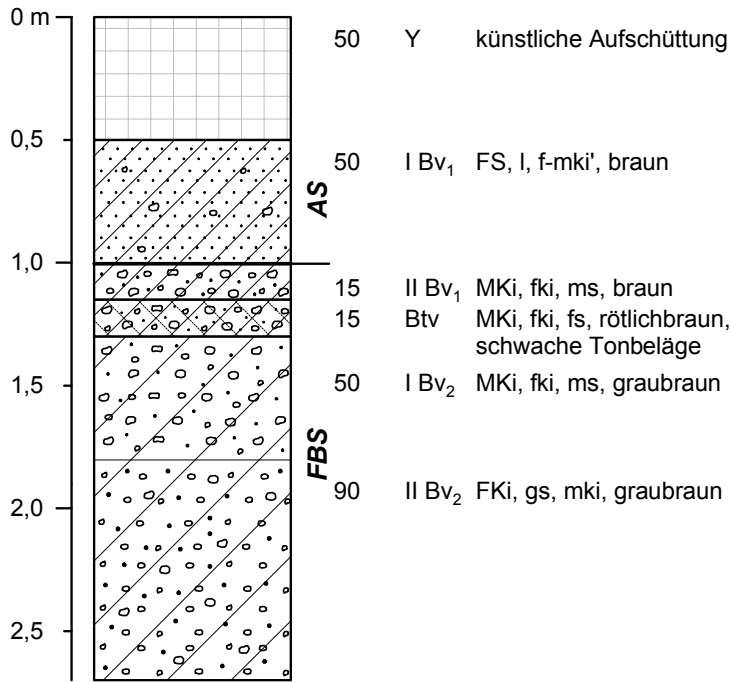 0 m
50 Y künstliche Aufschüttung
0,5
50 I Bv₁ FS, l, f-mki', braun
AS
1,0
15 II Bv₁ MKi, fki, ms, braun
15 Btv MKi, fki, fs, rötlichbraun,
schwache Tonbeläge
1,5
50 I Bv₂ MKi, fki, ms, graubraun
FBS
2,0
90 II Bv₂ FKi, gs, mki, graubraun
2,5